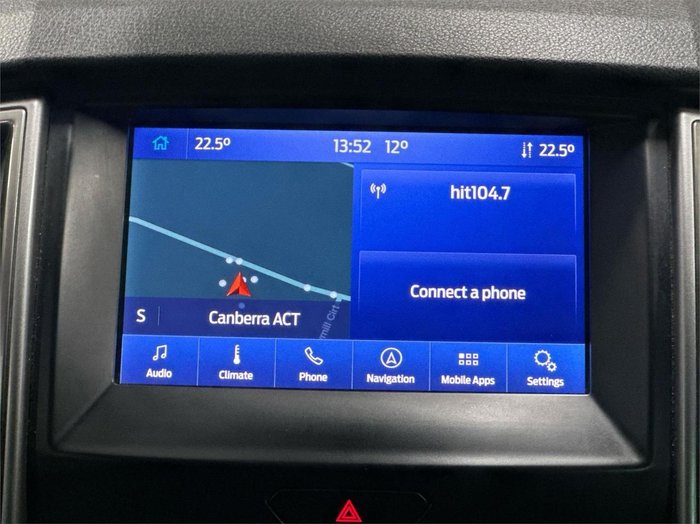 22.5º 13:52 12º 22.5º
hit104.7
Connect a phone
S Canberra ACT
Audio Climate Phone Navigation Mobile Apps Settings